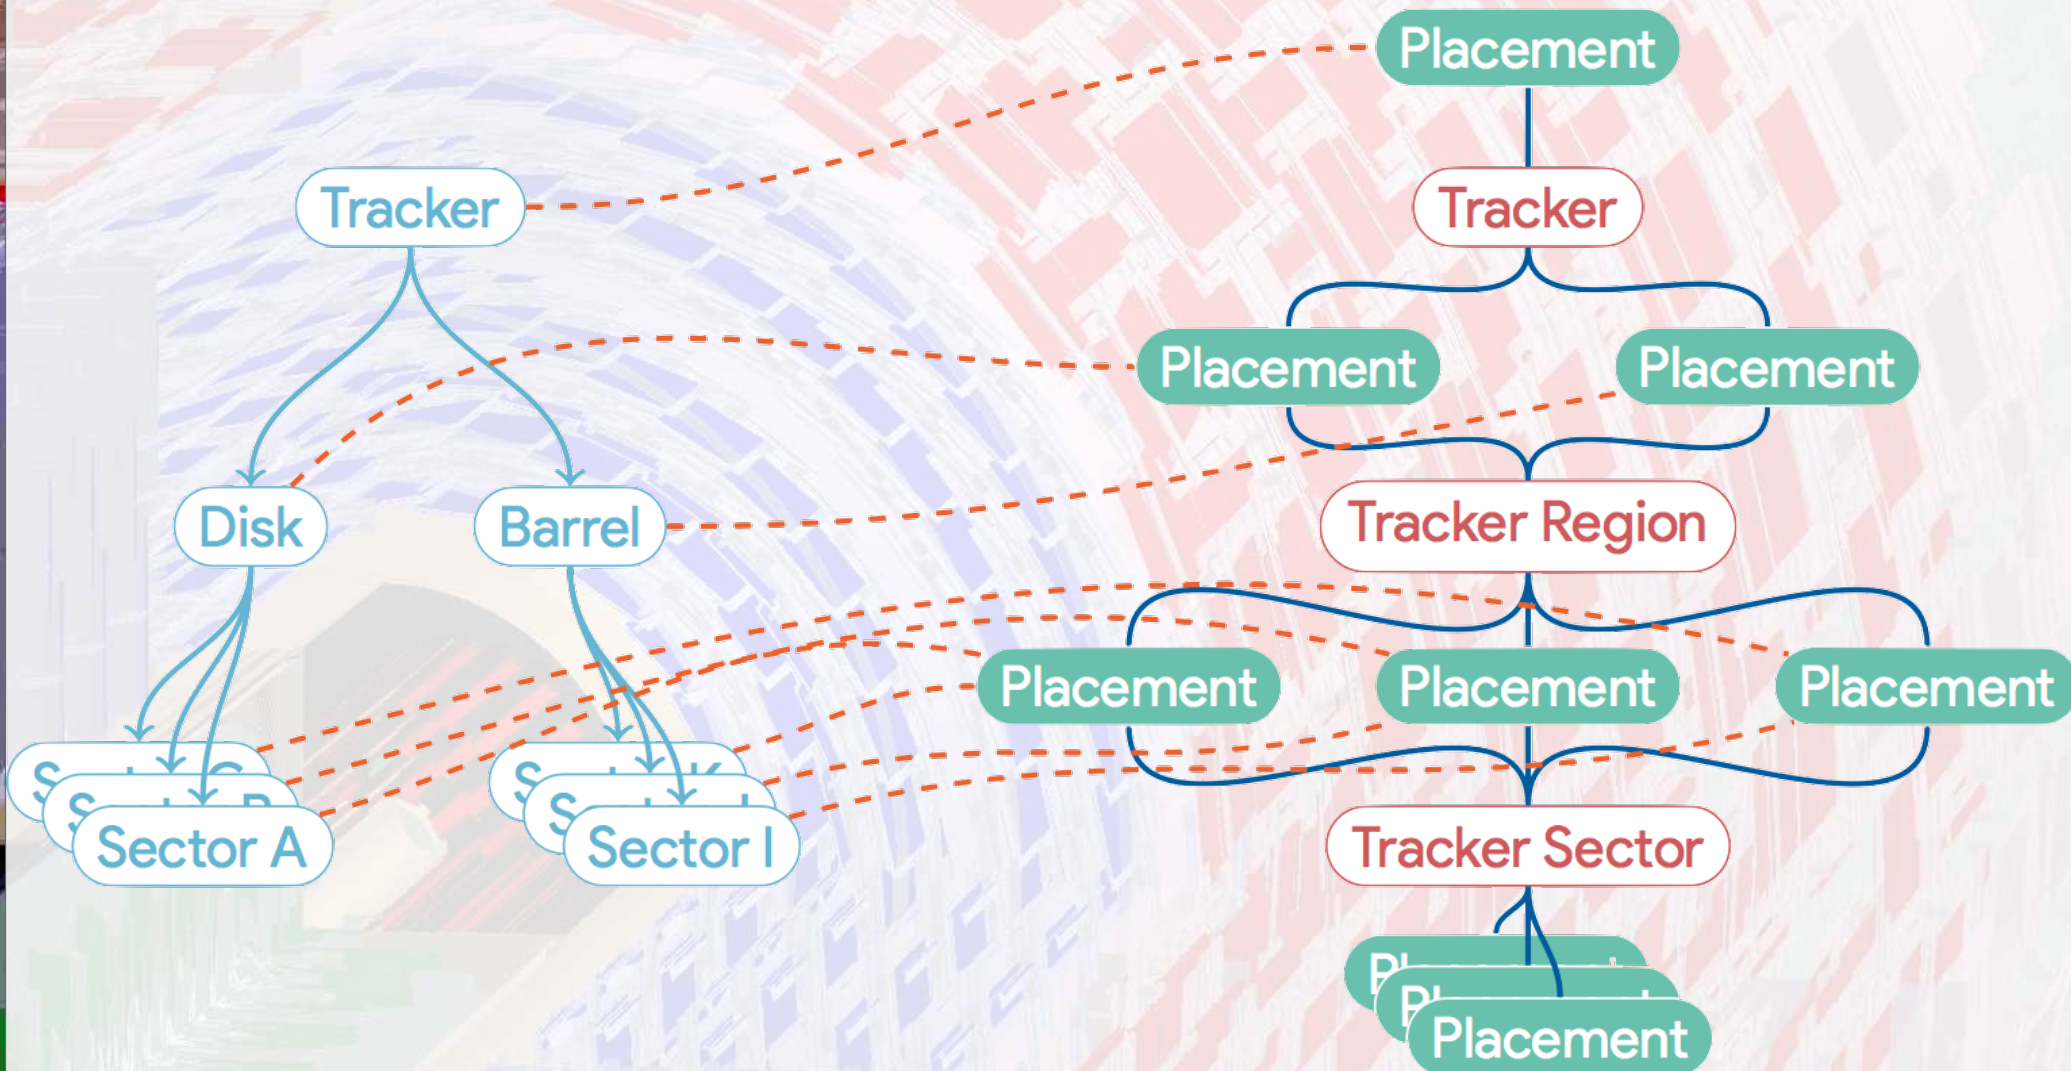 Placement
Tracker
Tracker
Placement
Placement
Disk
Barrel
Tracker Region
Placement
Placement
Placement
Sector A
Sector I
Tracker Sector
Placement